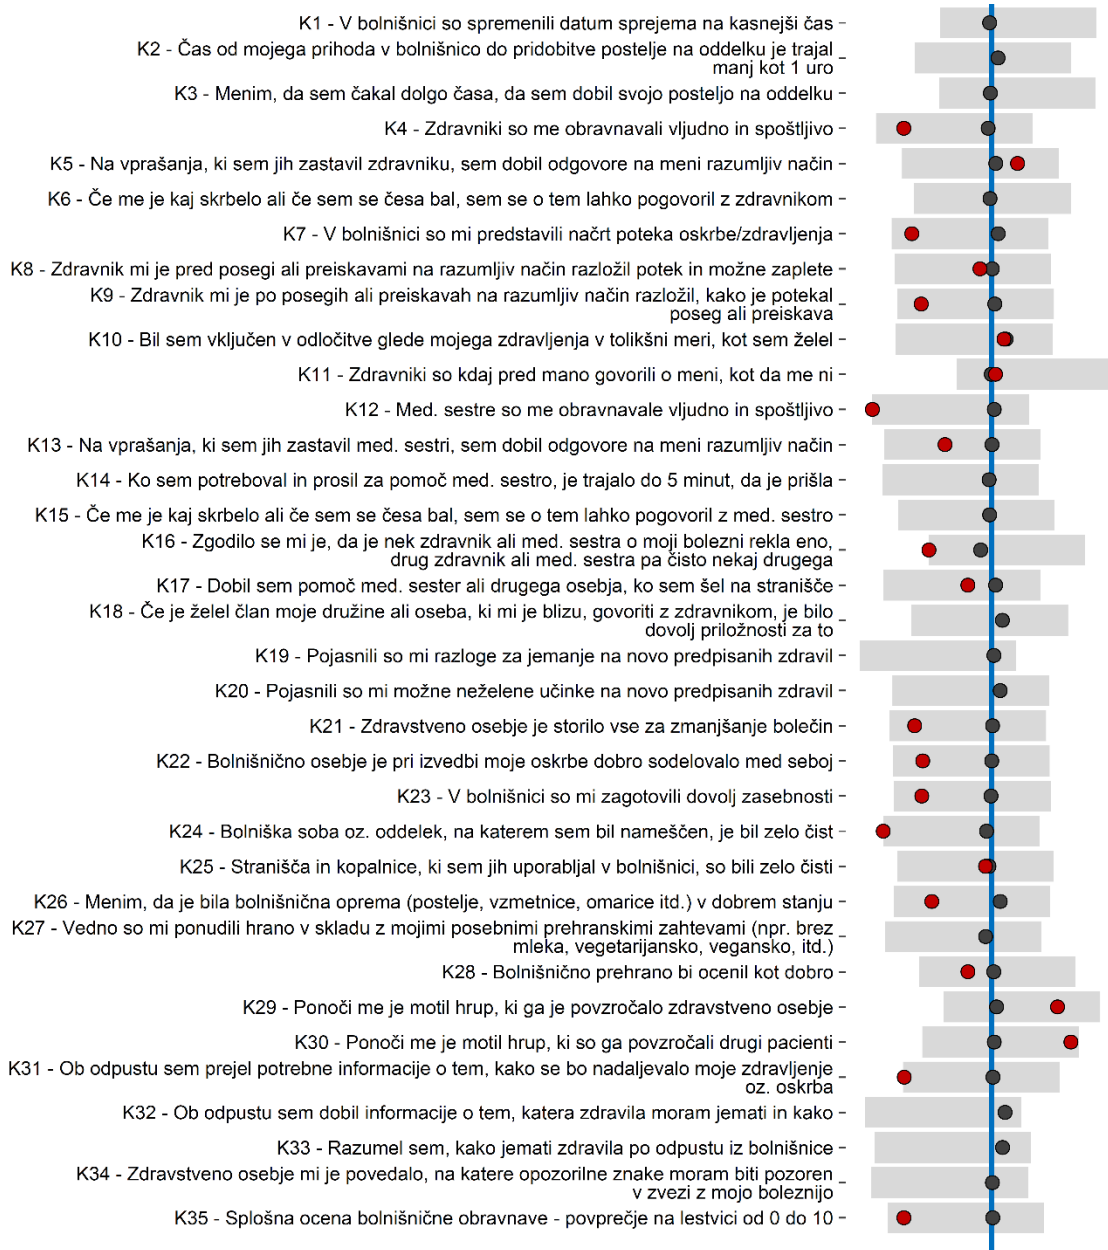 K1 - V bolnišnici so spremenili datum sprejema na kasnejši čas
K2 - Čas od mojega prihoda v bolnišnico do pridobitve postelje na oddelku je trajal
manj kot 1 uro
K3 - Menim, da sem čakal dolgo časa, da sem dobil svojo posteljo na oddelku
K4 - Zdravniki so me obravnavali vljudno in spoštljivo
K5 - Na vprašanja, ki sem jih zastavil zdravniku, sem dobil odgovore na meni razumljiv način
K6 - Če me je kaj skrbelo ali če sem se česa bal, sem se o tem lahko pogovoril z zdravnikom
K7 - V bolnišnici so mi predstavili načrt poteka oskrbe/zdravljenja
K8 - Zdravnik mi je pred posegi ali preiskavami na razumljiv način razložil potek in možne zaplete
K9 - Zdravnik mi je po posegih ali preiskavah na razumljiv način razložil, kako je potekal
poseg ali preiskava
K10 - Bil sem vključen v odločitve glede mojega zdravljenja v tolikšni meri, kot sem želel
K11 - Zdravniki so kdaj pred mano govorili o meni, kot da me ni
K12 - Med. sestre so me obravnavale vljudno in spoštljivo
K13 - Na vprašanja, ki sem jih zastavil med. sestri, sem dobil odgovore na meni razumljiv način
K14 - Ko sem potreboval in prosil za pomoč med. sestro, je trajalo do 5 minut, da je prišla
K15 - Če me je kaj skrbelo ali če sem se česa bal, sem se o tem lahko pogovoril z med. sestro
K16 - Zgodilo se mi je, da je nek zdravnik ali med. sestra o moji bolezni rekla eno,
drug zdravnik ali med. sestra pa čisto nekaj drugega
K17 - Dobil sem pomoč med. sester ali drugega osebja, ko sem šel na stranišče
K18 - Če je želel član moje družine ali oseba, ki mi je blizu, govoriti z zdravnikom, je bilo
dovolj priložnosti za to
K19 - Pojasnili so mi razloge za jemanje na novo predpisanih zdravil
K20 - Pojasnili so mi možne neželene učinke na novo predpisanih zdravil
K21 - Zdravstveno osebje je storilo vse za zmanjšanje bolečin
K22 - Bolnišnično osebje je pri izvedbi moje oskrbe dobro sodelovalo med seboj
K23 - V bolnišnici so mi zagotovili dovolj zasebnosti
K24 - Bolniška soba oz. oddelek, na katerem sem bil nameščen, je bil zelo čist
K25 - Stranišča in kopalnice, ki sem jih uporabljal v bolnišnici, so bili zelo čisti
K26 - Menim, da je bila bolnišnična oprema (postelje, vzmetnice, omarice itd.) v dobrem stanju
K27 - Vedno so mi ponudili hrano v skladu z mojimi posebnimi prehranskimi zahtevami (npr. brez
mleka, vegetarijansko, vegansko, itd.)
K28 - Bolnišnično prehrano bi ocenil kot dobro
K29 - Ponoči me je motil hrup, ki ga je povzročalo zdravstveno osebje
K30 - Ponoči me je motil hrup, ki so ga povzročali drugi pacienti
K31 - Ob odpustu sem prejel potrebne informacije o tem, kako se bo nadaljevalo moje zdravljenje
oz. oskrba
K32 - Ob odpustu sem dobil informacije o tem, katera zdravila moram jemati in kako
K33 - Razumel sem, kako jemati zdravila po odpustu iz bolnišnice
K34 - Zdravstveno osebje mi je povedalo, na katere opozorilne znake moram biti pozoren
v zvezi z mojo boleznijo
K35 - Splošna ocena bolnišnične obravnave - povprečje na lestvici od 0 do 10